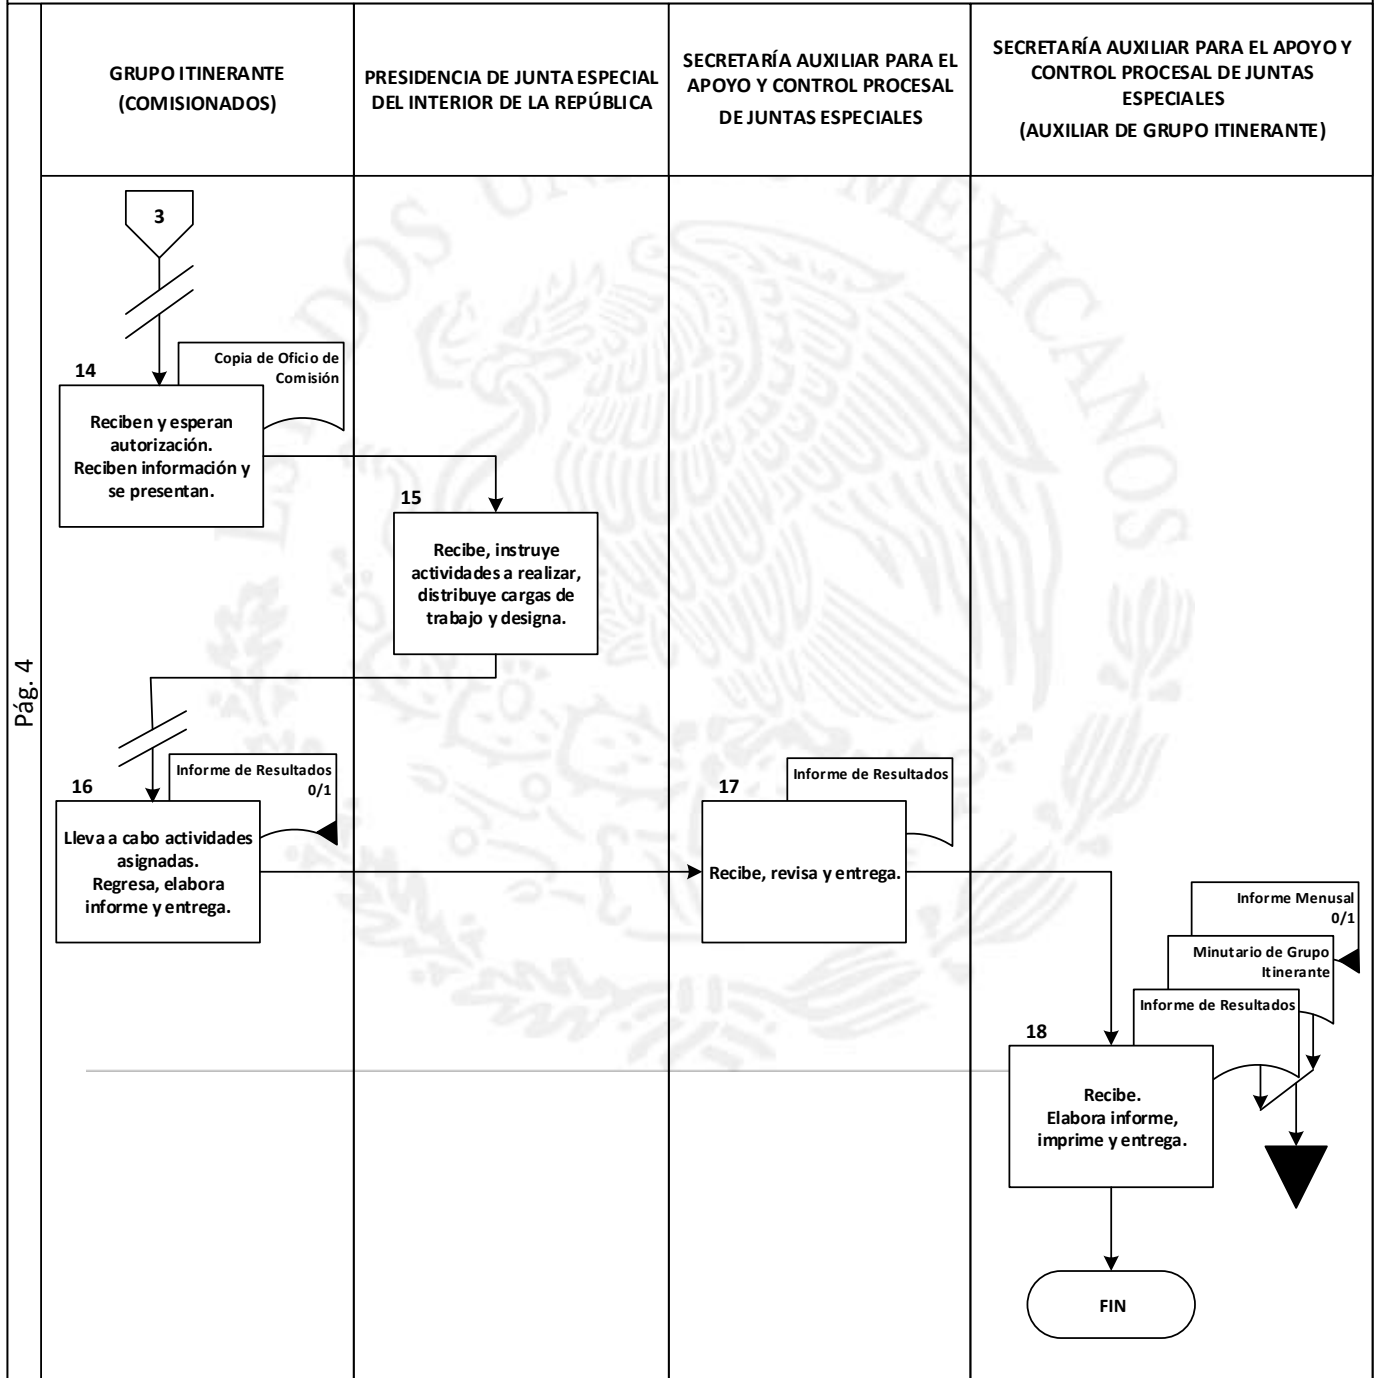 GRUPO ITINERANTE
(COMISIONADOS)
PRESIDENCIA DE JUNTA ESPECIAL
DEL INTERIOR DE LA REPÚBLICA
SECRETARÍA AUXILIAR PARA EL
APOYO Y CONTROL PROCESAL
DE JUNTAS ESPECIALES
SECRETARÍA AUXILIAR PARA EL APOYO Y
CONTROL PROCESAL DE JUNTAS
ESPECIALES
(AUXILIAR DE GRUPO ITINERANTE)
Pág. 4
3
14
Copia de Oficio de
Comisión
Reciben y esperan
autorización.
Reciben información y
se presentan.
15
Recibe, instruye
actividades a realizar,
distribuye cargas de
trabajo y designa.
16
Informe de Resultados
0/1
Lleva a cabo actividades
asignadas.
Regresa, elabora
informe y entrega.
17
Informe de Resultados
Recibe, revisa y entrega.
Informe Menusal
0/1
Minutario de Grupo
Itinerante
Informe de Resultados
18
Recibe.
Elabora informe,
imprime y entrega.
FIN